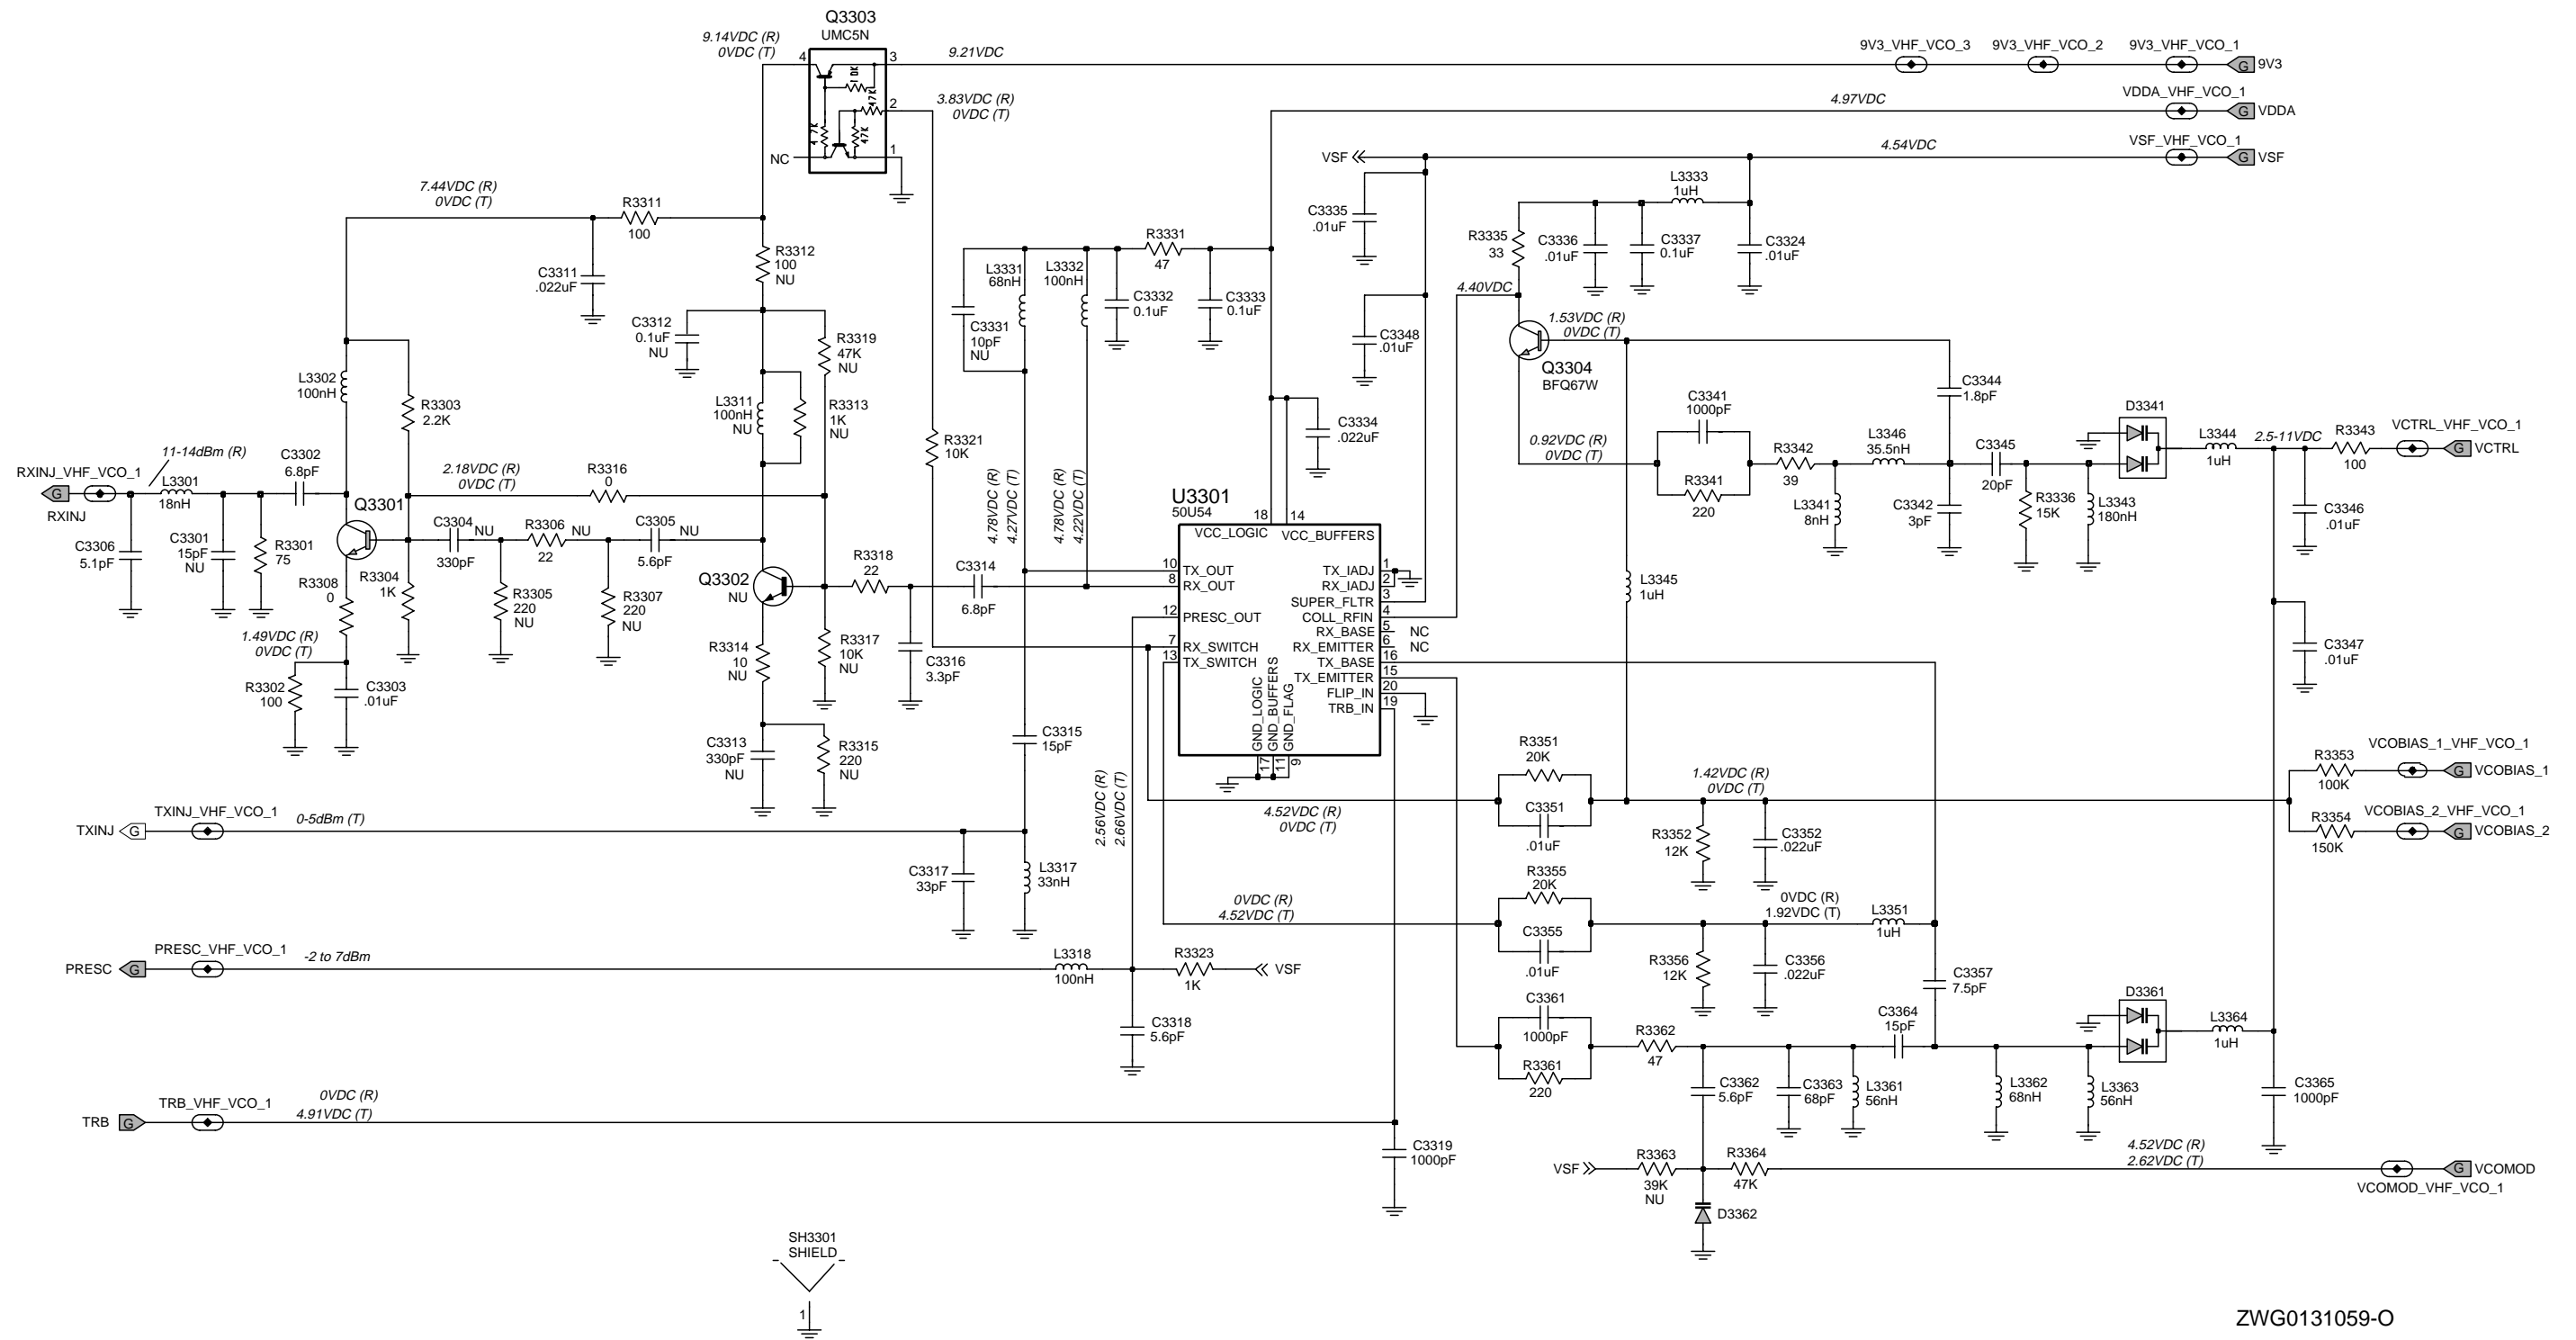 Q3303
UMC5N
9.14VDC (R)
0VDC (T)
4
3
9.21VDC
10K
47K
2
3.83VDC (R)
0VDC (T)
47K
47K
NC
1
9V3_VHF_VCO_3
9V3_VHF_VCO_2
9V3_VHF_VCO_1
G
9V3
VDDA_VHF_VCO_1
4.97VDC
G
VDDA
VSF_VHF_VCO_1
VSF
4.54VDC
G
VSF
7.44VDC (R)
0VDC (T)
R3311
100
C3311
.022uF
R3312
100
NU
C3312
0.1uF
NU
R3319
47K
NU
L3311
100nH
NU
R3313
1K
NU
L3302
100nH
R3303
2.2K
11-14dBm (R)
RXINJ_VHF_VCO_1
G
RXINJ
L3301
18nH
C3302
6.8pF
2.18VDC (R)
0VDC (T)
R3316
0
Q3301
C3306
5.1pF
C3301
15pF
NU
R3301
75
C3304
NU
330pF
R3306
NU
22
C3305
NU
5.6pF
R3308
0
R3304
1K
R3305
220
NU
R3307
220
NU
1.49VDC (R)
0VDC (T)
R3302
100
C3303
.01uF
Q3302
NU
R3318
22
C3314
6.8pF
R3314
10
NU
R3317
10K
NU
C3316
3.3pF
C3313
330pF
NU
R3315
220
NU
R3321
10K
L3331
68nH
L3332
100nH
R3331
47
C3331
10pF
NU
C3332
0.1uF
C3333
0.1uF
4.78VDC (R)
4.27VDC (T)
4.78VDC (R)
4.22VDC (T)
C3334
.022uF
C3335
.01uF
C3348
.01uF
R3335
33
C3336
.01uF
C3337
0.1uF
L3333
1uH
C3324
.01uF
4.40VDC
1.53VDC (R)
0VDC (T)
Q3304
BFQ67W
0.92VDC (R)
0VDC (T)
C3341
1000pF
R3341
220
R3342
39
L3341
8nH
L3346
35.5nH
C3344
1.8pF
C3342
3pF
C3345
20pF
R3336
15K
L3343
180nH
D3341
L3344
1uH
2.5-11VDC
R3343
100
VCTRL_VHF_VCO_1
G
VCTRL
C3346
.01uF
C3347
.01uF
L3345
1uH
U3301
50U54
18
14
VCC_LOGIC
VCC_BUFFERS
10
TX_OUT
8
RX_OUT
12
PRESC_OUT
7
RX_SWITCH
13
TX_SWITCH
TX_IADJ
1
RX_IADJ
2
SUPER_FLTR
3
COLL_RFIN
4
RX_BASE
5
NC
RX_EMITTER
6
NC
TX_BASE
16
TX_EMITTER
15
FLIP_IN
20
TRB_IN
19
GND_LOGIC
GND_BUFFERS
GND_FLAG
17
11
9
C3315
15pF
2.56VDC (R)
2.66VDC (T)
TXINJ
G
TXINJ_VHF_VCO_1
0-5dBm (T)
C3317
33pF
L3317
33nH
PRESC
G
PRESC_VHF_VCO_1
-2 to 7dBm
L3318
100nH
R3323
1K
VSF
C3318
5.6pF
TRB
G
TRB_VHF_VCO_1
0VDC (R)
4.91VDC (T)
C3319
1000pF
4.52VDC (R)
0VDC (T)
R3351
20K
C3351
.01uF
1.42VDC (R)
0VDC (T)
R3352
12K
C3352
.022uF
R3353
100K
VCOBIAS_1_VHF_VCO_1
G
VCOBIAS_1
VCOBIAS_2_VHF_VCO_1
R3354
150K
G
VCOBIAS_2
0VDC (R)
4.52VDC (T)
R3355
20K
C3355
.01uF
0VDC (R)
1.92VDC (T)
R3356
12K
C3356
.022uF
L3351
1uH
C3357
7.5pF
C3361
1000pF
R3361
220
R3362
47
C3364
15pF
C3362
5.6pF
C3363
68pF
L3361
56nH
L3362
68nH
L3363
56nH
D3361
L3364
1uH
C3365
1000pF
VSF
R3363
39K
NU
R3364
47K
D3362
4.52VDC (R)
2.62VDC (T)
G
VCOMOD
VCOMOD_VHF_VCO_1
SH3301
SHIELD
1
ZWG0131059-O